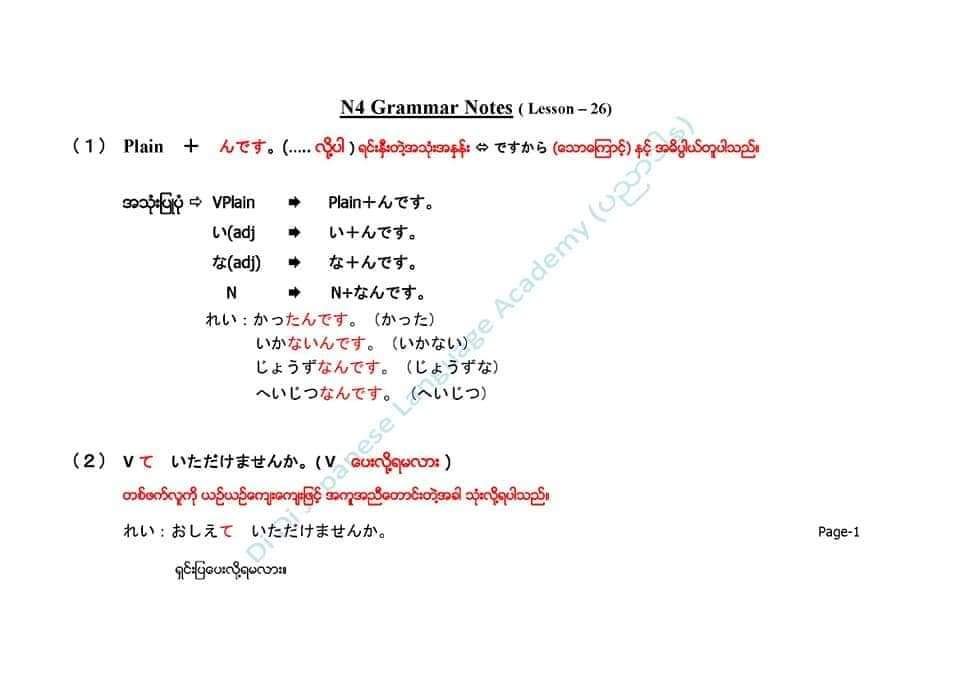 N4 Grammar Notes ( Lesson – 26)
（１） Plain ＋ んです。(..... လို့ပါ ) ရင်းနှီးတဲ့အသုံးအနှုန်း ⇔ ですから (သောကြောင့်) နှင့် အဓိပ္ပါယ်တူပါသည်။
အသုံးပြုပုံ ⇨ VPlain ➡ Plain＋んです。
い(adj ➡ い＋んです。
な(adj) ➡ な＋んです。
N ➡ N+なんです。
れい：かったんです。（かった）
いかないんです。（いかない）
じょうずなんです。（じょうずな）
へいじつなんです。（へいじつ）
（２） V て いただけませんか。( V ပေးလို့ရမလား )
တစ်ဖက်လူကို ယဉ်ယဉ်ကျေးကျေးဖြင့် အကူအညီတောင်းတဲ့အခါ သုံးလို့ရပါသည်။
れい：おしえて いただけませんか。
ရှင်းပြပေးလို့ရမလား။
Page-1
Di Di Japanese Language Academy (ပညာဒီပs)